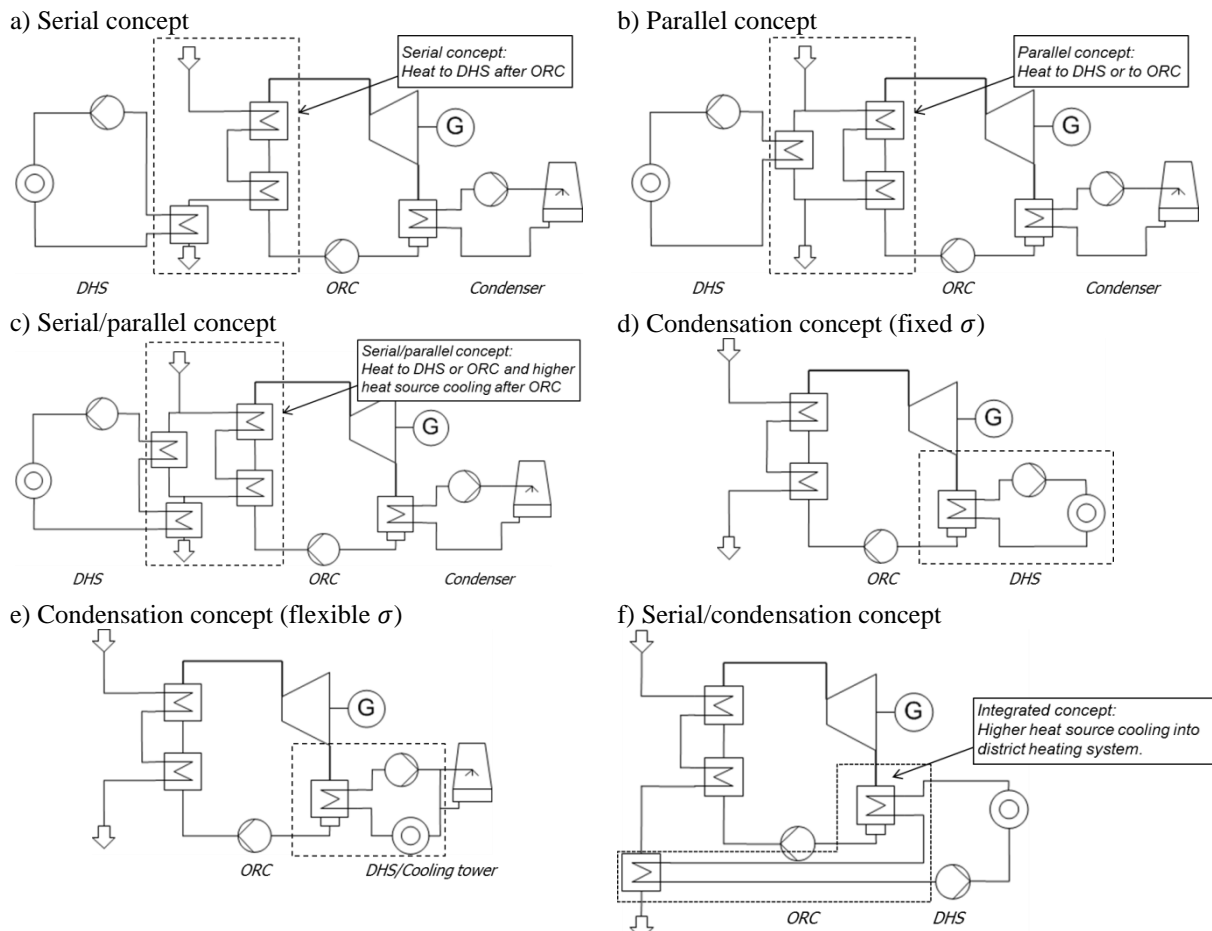 a) Serial concept
Serial concept:
Heat to DHS after ORC
G
DHS
ORC
Condenser
b) Parallel concept
Parallel concept:
Heat to DHS or to ORC
G
DHS
ORC
Condenser
c) Serial/parallel concept
Serial/parallel concept:
Heat to DHS or ORC and higher
heat source cooling after ORC
G
DHS
ORC
Condenser
d) Condensation concept (fixed σ)
G
ORC
DHS
e) Condensation concept (flexible σ)
G
ORC
DHS/Cooling tower
f) Serial/condensation concept
G
Integrated concept:
Higher heat source cooling into
district heating system.
ORC
DHS